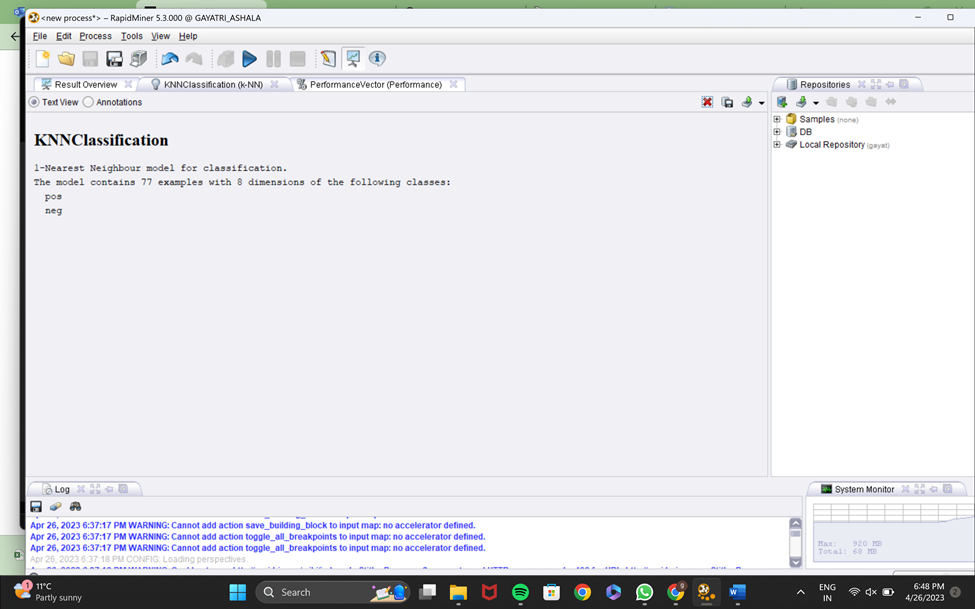 <new process*> – RapidMiner 5.3.000 @ GAYATRI_ASHALA
File Edit Process Tools View Help
Result Overview KNNClassification (k-NN) PerformanceVector (Performance) Repositories
Text View Annotations
Samples (none)
DB
Local Repository (gayat)
KNNClassification
1-Nearest Neighbour model for classification.
The model contains 77 examples with 8 dimensions of the following classes:
pos
neg
Log
System Monitor
Apr 26, 2023 6:37:17 PM WARNING: Cannot add action save_building_block to input map: no accelerator defined.
Apr 26, 2023 6:37:17 PM WARNING: Cannot add action toggle_all_breakpoints to input map: no accelerator defined.
Apr 26, 2023 6:37:17 PM WARNING: Cannot add action toggle_all_breakpoints to input map: no accelerator defined.
Apr 26, 2023 6:37:18 PM CONFIG: Loading perspectives.
Max: 920 MB
Total: 68 MB
1
11°C
Partly sunny
Search
9
ENG
IN
6:48 PM
4/26/2023
2